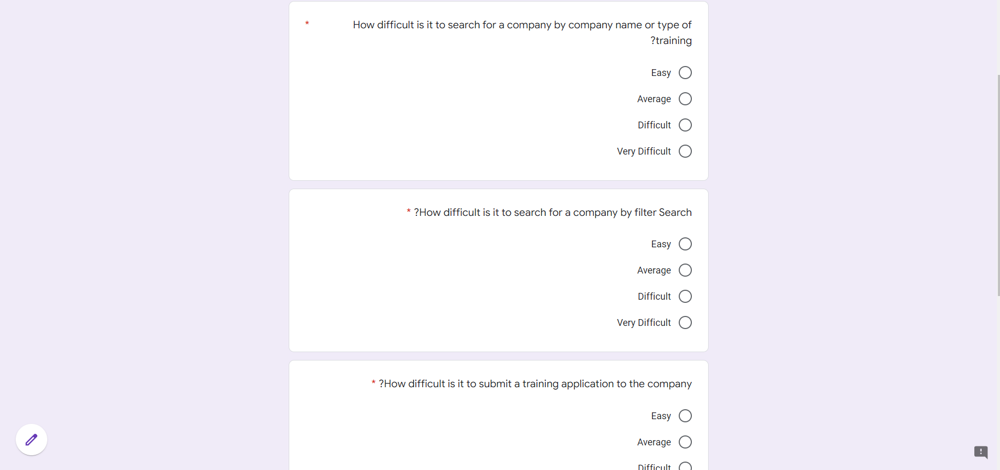 How difficult is it to search for a company by company name or type of *
?training
Easy
Average
Difficult
Very Difficult
* ?How difficult is it to search for a company by filter Search
Easy
Average
Difficult
Very Difficult
* ?How difficult is it to submit a training application to the company
Easy
Average
Difficult